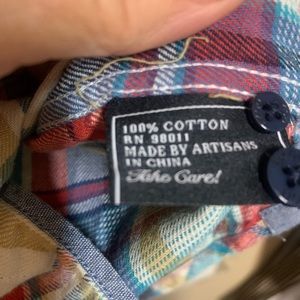 100% COTTON
RN 98011
MADE BY ARTISANS
IN CHINA
Take Care!